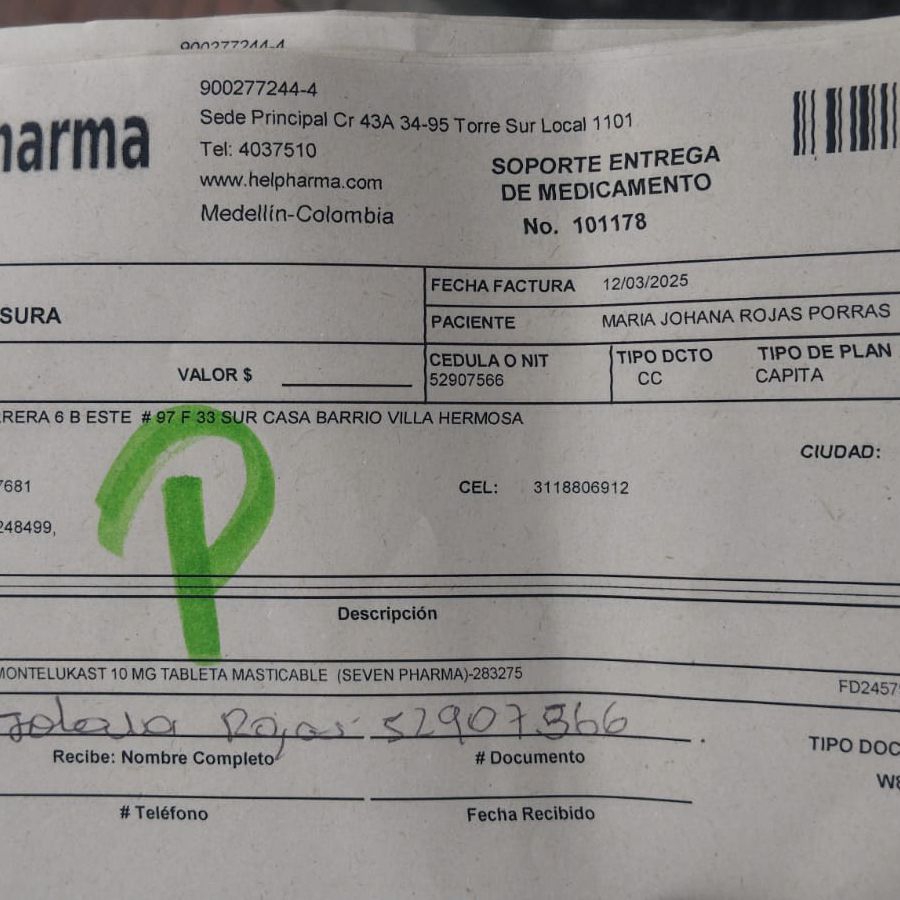 900277244-4
900277244-4
Sede Principal Cr 43A 34-95 Torre Sur Local 1101
Tel: 4037510
www.helpharma.com
Medellín-Colombia
harma
SOPORTE ENTREGA
DE MEDICAMENTO
No. 101178
FECHA FACTURA 12/03/2025
SURA
PACIENTE MARIA JOHANA ROJAS PORRAS
VALOR $
CEDULA O NIT
52907566
TIPO DCTO
CC
TIPO DE PLAN
CAPITA
RERA 6 B ESTE # 97 F 33 SUR CASA BARRIO VILLA HERMOSA
CIUDAD:
7681
CEL: 3118806912
248499,
P
Descripción
MONTELUKAST 10 MG TABLETA MASTICABLE (SEVEN PHARMA)-283275
FD2457
Rojas 52907566
Recibe: Nombre Completo
# Documento
TIPO DOC
W8
# Teléfono
Fecha Recibido